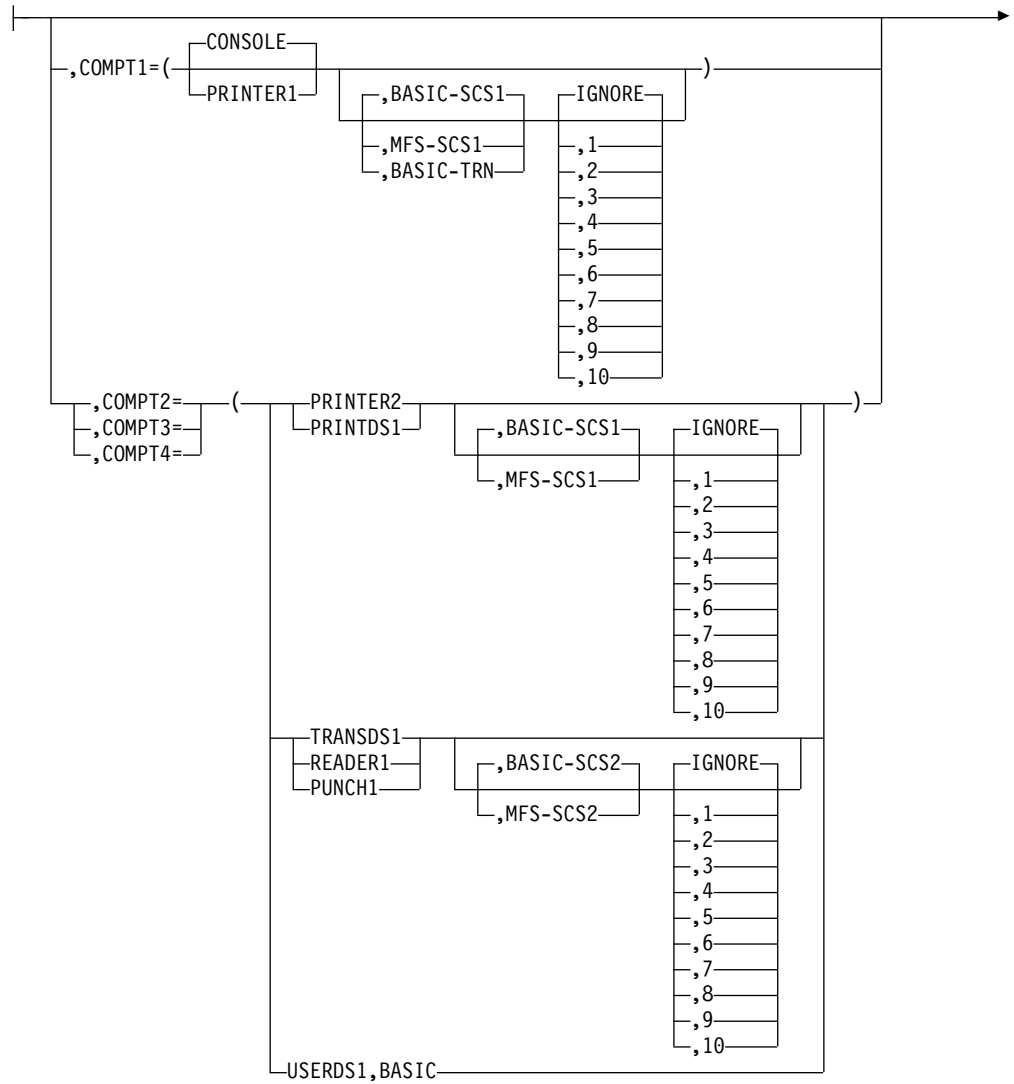 CONSOLE
,COMPT1=( )
PRINTER1
,BASIC-SCS1 IGNORE
,MFS-SCS1 ,1
,BASIC-TRN ,2
,3
,4
,5
,6
,7
,8
,9
,10
,COMPT2= ( PRINTER2 )
,COMPT3= PRINTDS1 ,BASIC-SCS1 IGNORE
,COMPT4=
,MFS-SCS1 ,1
,2
,3
,4
,5
,6
,7
,8
,9
,10
TRANSDS1
READER1 ,BASIC-SCS2 IGNORE
PUNCH1
,MFS-SCS2 ,1
,2
,3
,4
,5
,6
,7
,8
,9
,10
USERDS1,BASIC